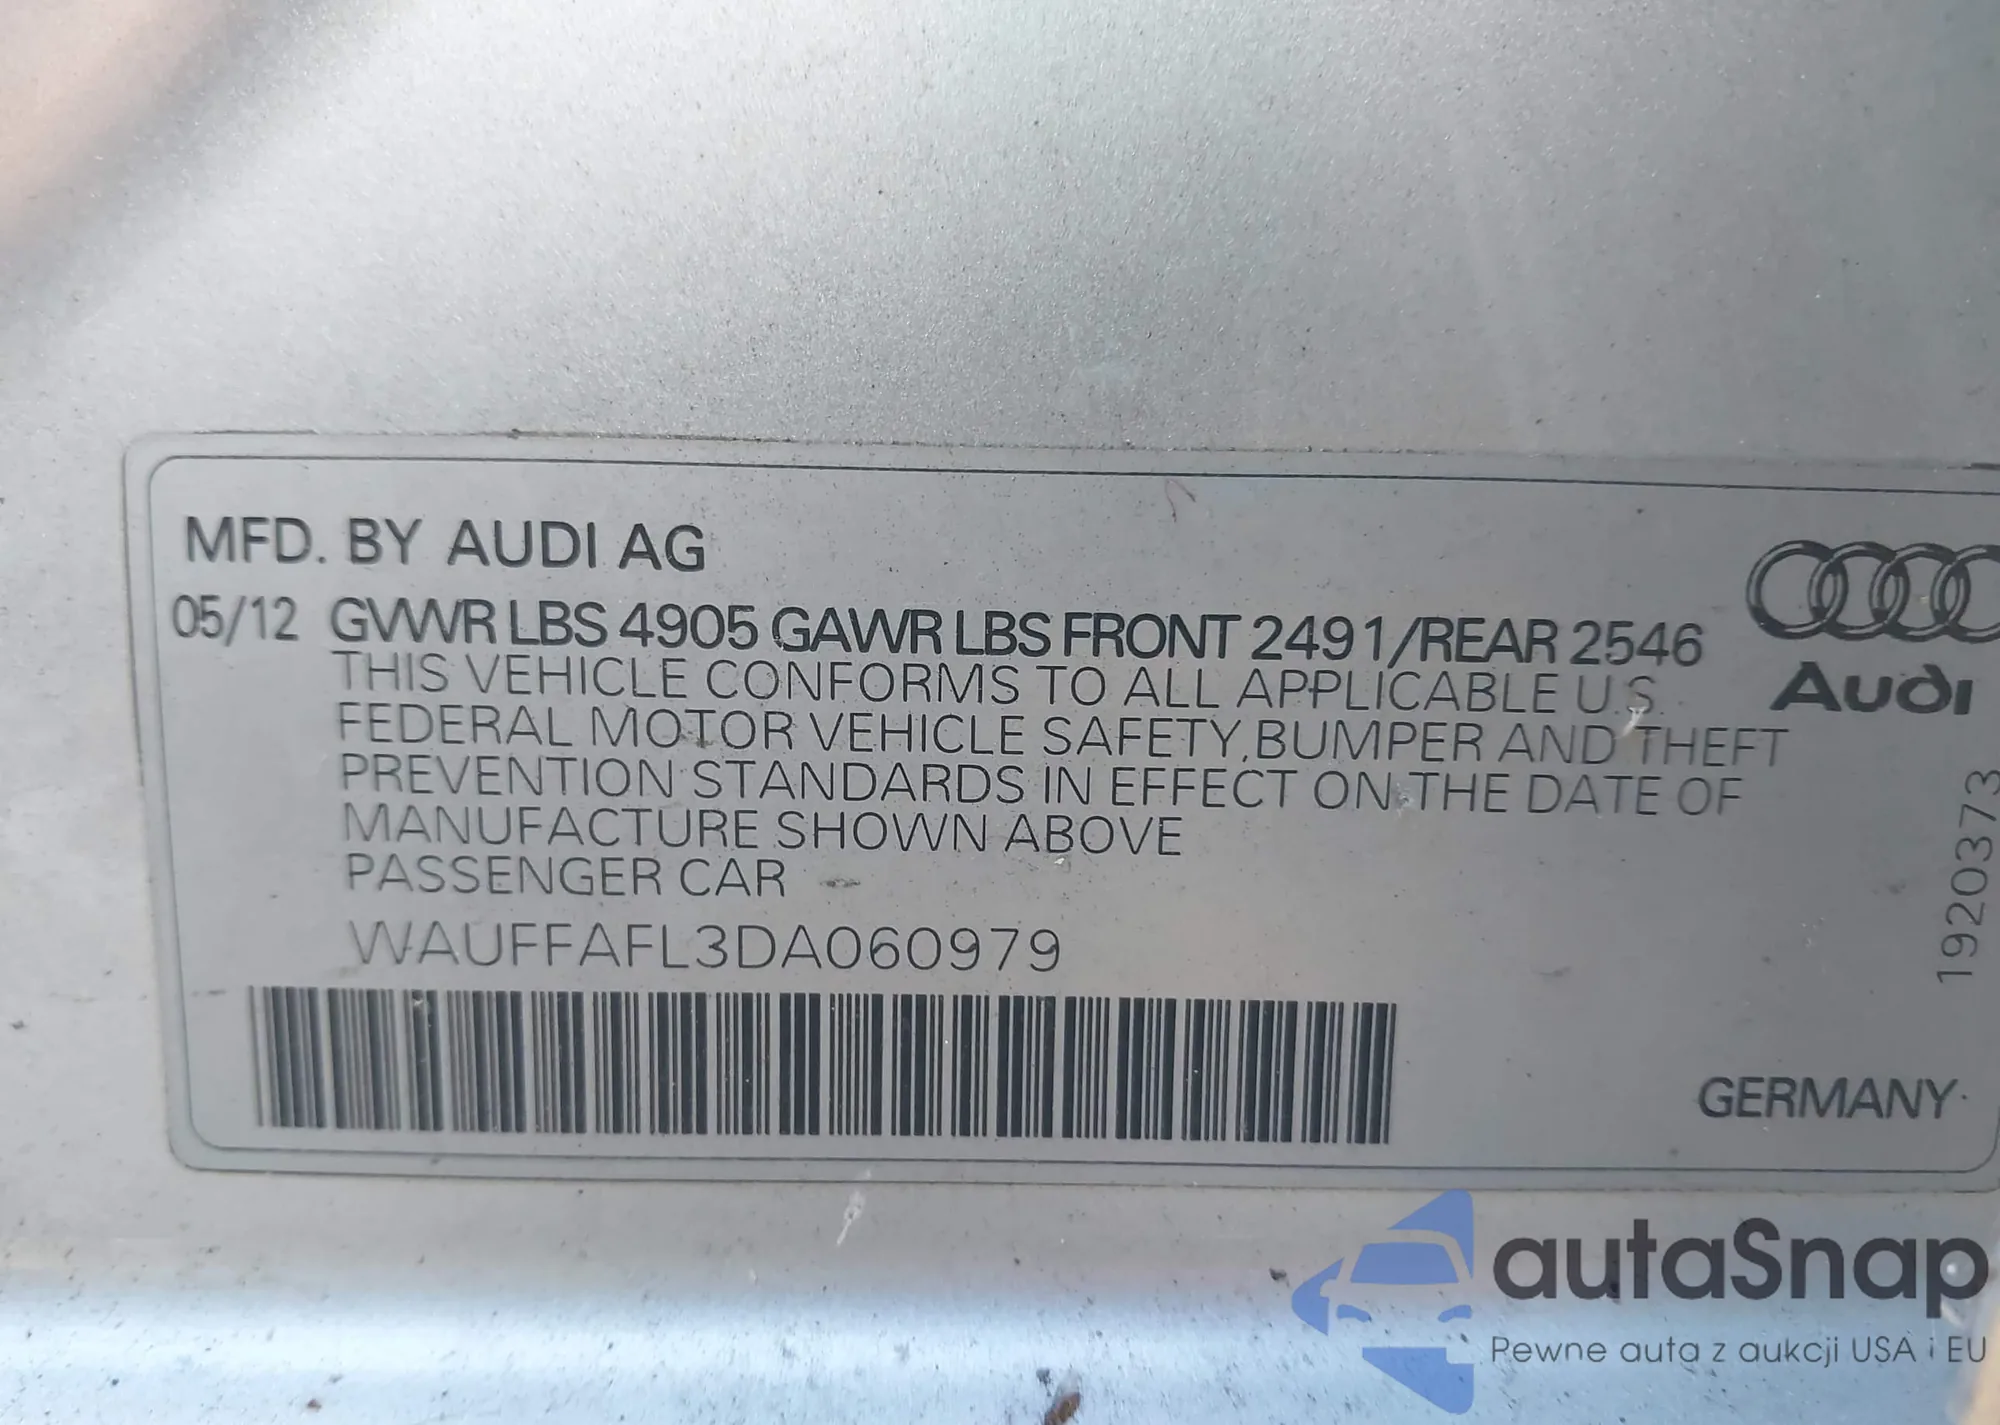 MFD. BY AUDI AG
05/12 GVWR LBS 4905 GAWR LBS FRONT 2491/REAR 2546
THIS VEHICLE CONFORMS TO ALL APPLICABLE U.S.
FEDERAL MOTOR VEHICLE SAFETY, BUMPER AND THEFT
PREVENTION STANDARDS IN EFFECT ON THE DATE OF
MANUFACTURE SHOWN ABOVE
PASSENGER CAR
WAUFFAFL3DA060979
Audi
1920373
GERMANY
autaSnap
Pewne auta z aukcji USA i EU